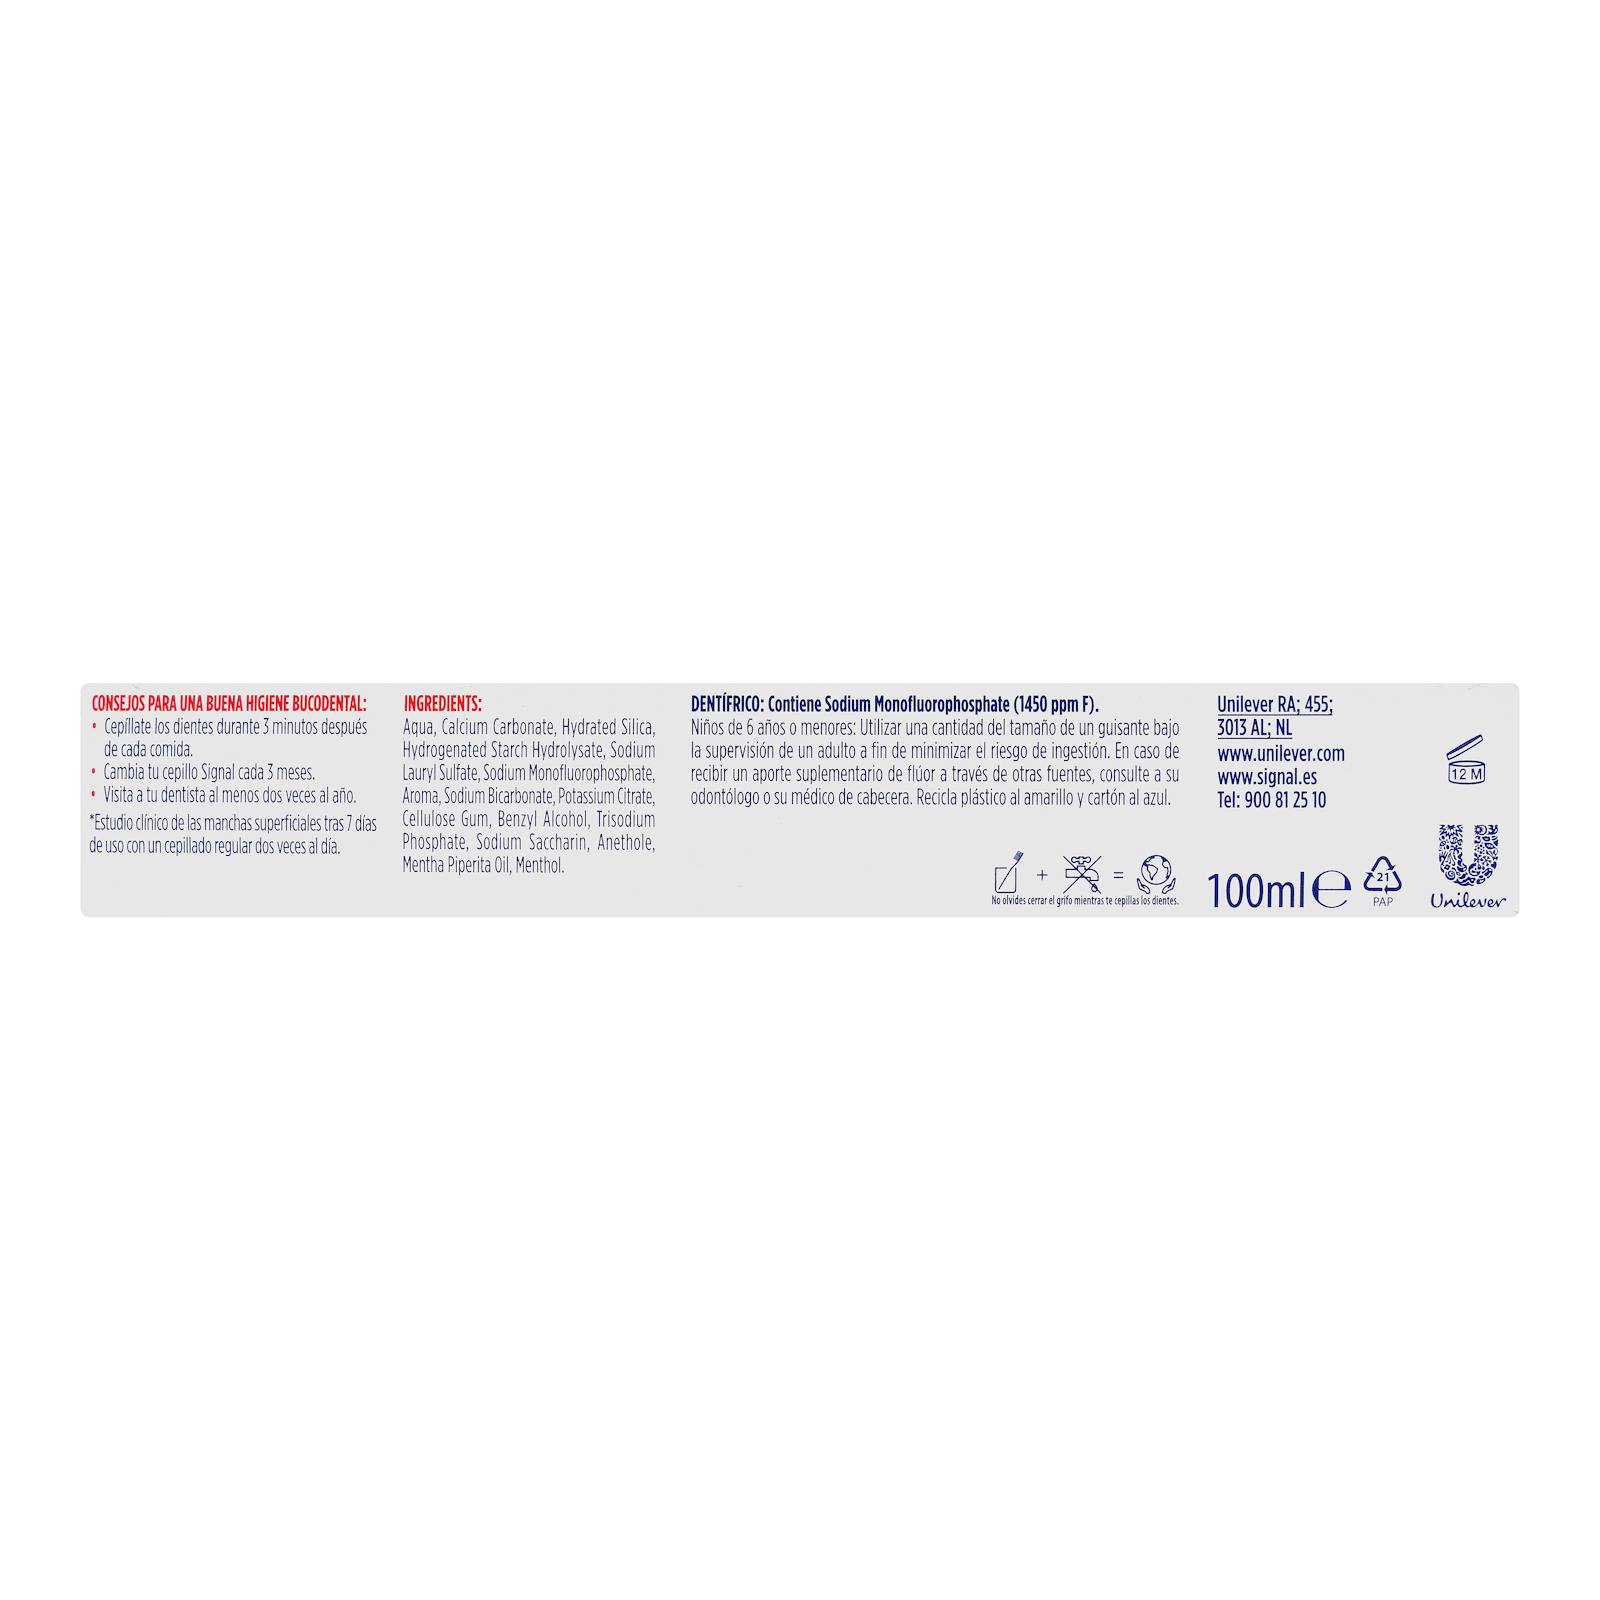 CONSEJOS PARA UNA BUENA HIGIENE BUCODENTAL:
• Cepíllate los dientes durante 3 minutos después
de cada comida.
• Cambia tu cepillo Signal cada 3 meses.
• Visita a tu dentista al menos dos veces al año.
*Estudio clínico de las manchas superficiales tras 7 días
de uso con un cepillado regular dos veces al día.
INGREDIENTS:
Aqua, Calcium Carbonate, Hydrated Silica,
Hydrogenated Starch Hydrolysate, Sodium
Lauryl Sulfate, Sodium Monofluorophosphate,
Aroma, Sodium Bicarbonate, Potassium Citrate,
Cellulose Gum, Benzyl Alcohol, Trisodium
Phosphate, Sodium Saccharin, Anethole,
Mentha Piperita Oil, Menthol.
DENTÍFRICO: Contiene Sodium Monofluorophosphate (1450 ppm F).
Niños de 6 años o menores: Utilizar una cantidad del tamaño de un guisante bajo
la supervisión de un adulto a fin de minimizar el riesgo de ingestión. En caso de
recibir un aporte suplementario de flúor a través de otras fuentes, consulte a su
odontólogo o su médico de cabecera. Recicla plástico al amarillo y cartón al azul.
+ =
No olvides cerrar el grifo mientras te cepillas los dientes.
Unilever RA; 455;
3013 AL; NL
www.unilever.com
www.signal.es
Tel: 900 81 25 10
100ml ℮
21
PAP
12 M
Unilever